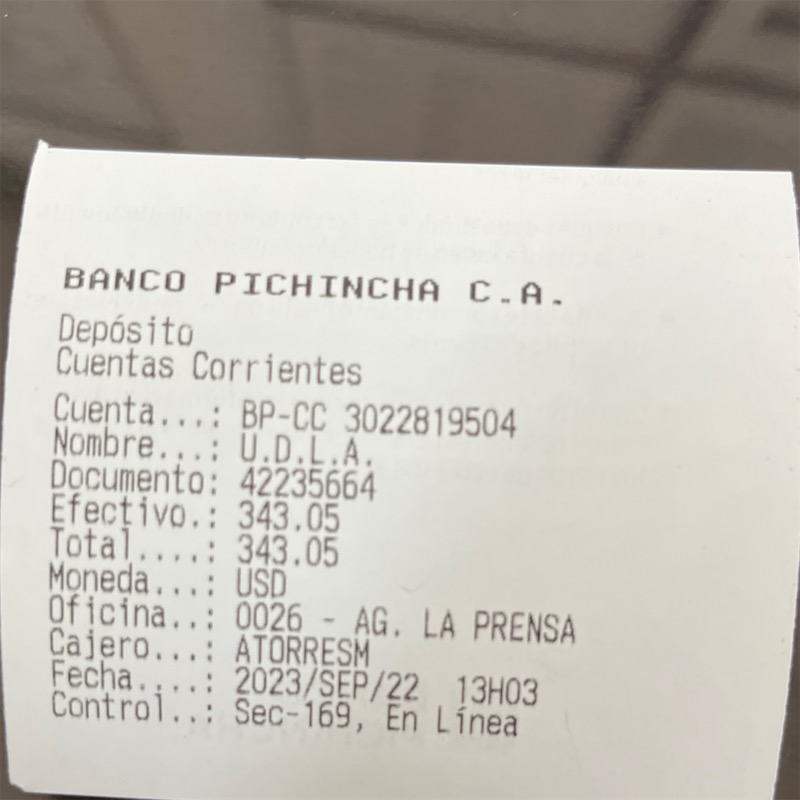 BANCO PICHINCHA C.A.
Depósito
Cuentas Corrientes
Cuenta...: BP-CC 3022819504
Nombre...: U.D.L.A.
Documento: 42235664
Efectivo.: 343.05
Total....: 343.05
Moneda...: USD
Oficina..: 0026 - AG. LA PRENSA
Cajero...: ATORRESM
Fecha....: 2023/SEP/22  13H03
Control..: Sec-169, En Línea